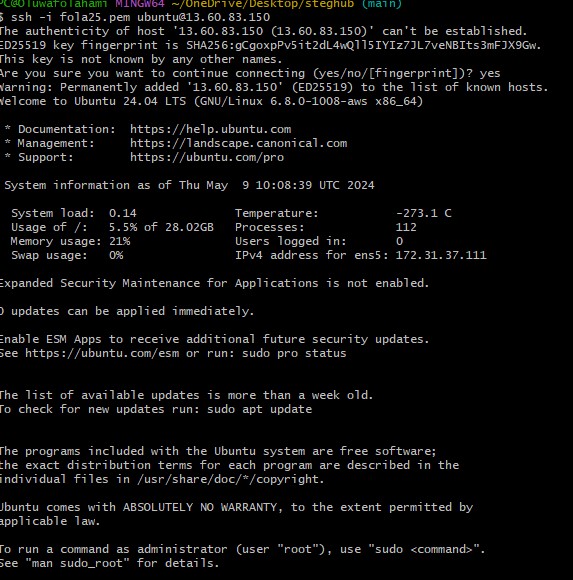 PC@Oluwafolahami MINGW64 ~/OneDrive/Desktop/steghub (main)
$ ssh -i fola25.pem ubuntu@13.60.83.150
The authenticity of host '13.60.83.150 (13.60.83.150)' can't be established.
ED25519 key fingerprint is SHA256:gCgoxpPv5it2dL4wQll5IYIz7JL7veNBIts3mFJX9Gw.
This key is not known by any other names.
Are you sure you want to continue connecting (yes/no/[fingerprint])? yes
Warning: Permanently added '13.60.83.150' (ED25519) to the list of known hosts.
Welcome to Ubuntu 24.04 LTS (GNU/Linux 6.8.0-1008-aws x86_64)
* Documentation: https://help.ubuntu.com
* Management: https://landscape.canonical.com
* Support: https://ubuntu.com/pro
System information as of Thu May 9 10:08:39 UTC 2024
System load: 0.14 Temperature: -273.1 C
Usage of /: 5.5% of 28.02GB Processes: 112
Memory usage: 21% Users logged in: 0
Swap usage: 0% IPv4 address for ens5: 172.31.37.111
Expanded Security Maintenance for Applications is not enabled.
0 updates can be applied immediately.
Enable ESM Apps to receive additional future security updates.
See https://ubuntu.com/esm or run: sudo pro status
The list of available updates is more than a week old.
To check for new updates run: sudo apt update
The programs included with the Ubuntu system are free software;
the exact distribution terms for each program are described in the
individual files in /usr/share/doc/*/copyright.
Ubuntu comes with ABSOLUTELY NO WARRANTY, to the extent permitted by
applicable law.
To run a command as administrator (user "root"), use "sudo <command>".
See "man sudo_root" for details.